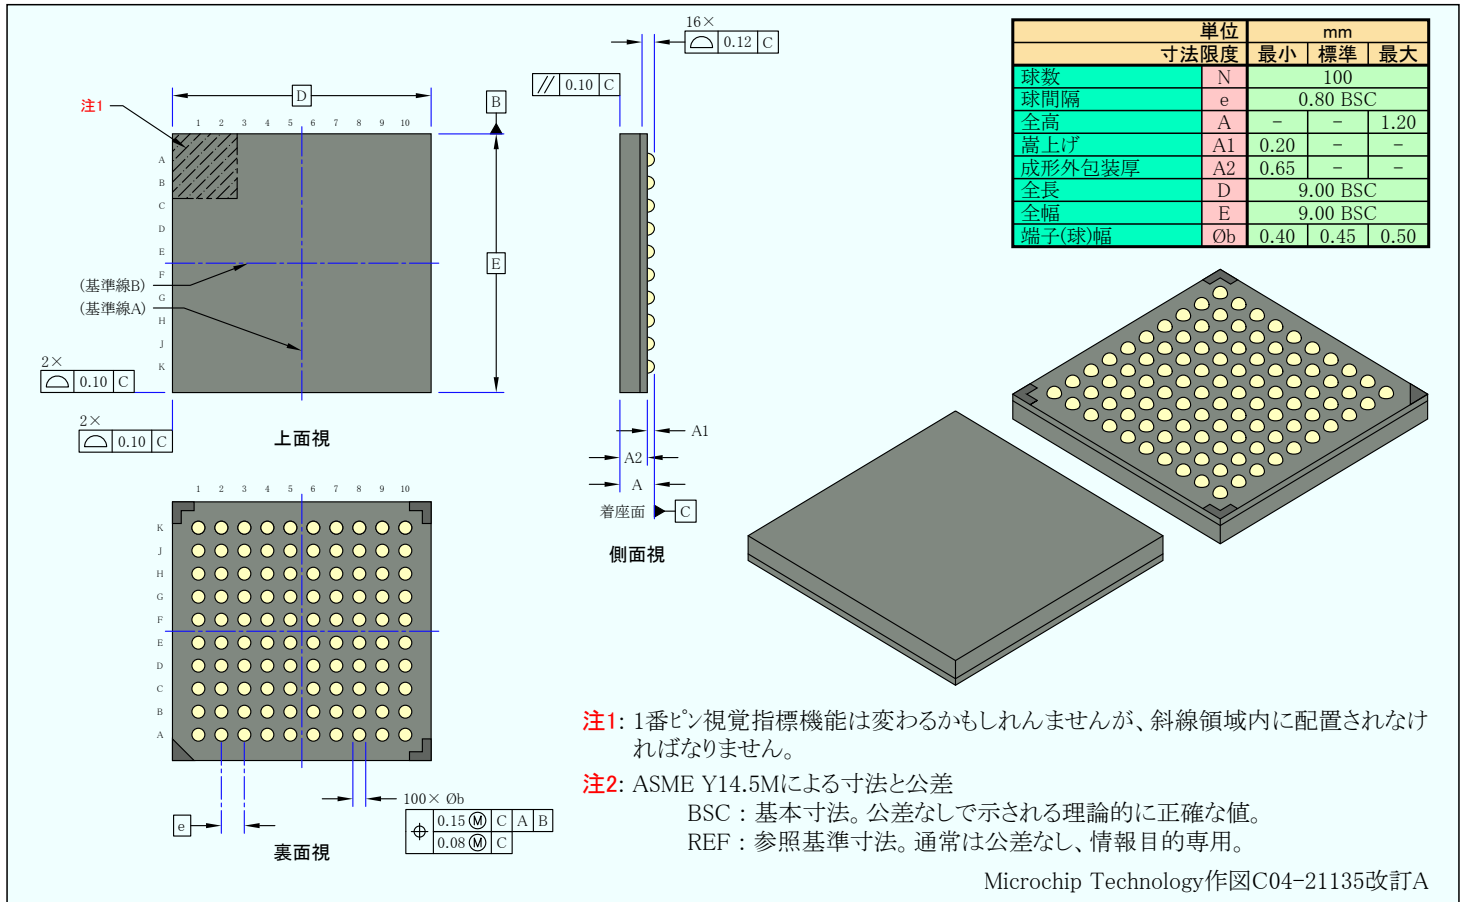 16×
0.12 C
// 0.10 C
単位 mm
寸法限度 最小 標準 最大
球数 N 100
球間隔 e 0.80 BSC
全高 A - - 1.20
嵩上げ A1 0.20 - -
成形外包装厚 A2 0.65 - -
全長 D 9.00 BSC
全幅 E 9.00 BSC
端子(球)幅 Øb 0.40 0.45 0.50
注1
D
B
1 2 3 4 5 6 7 8 9 10
A
B
C
D
E
F
G
H
J
K
E
(基準線B)
(基準線A)
2×
0.10 C
2×
0.10 C
上面視
A1
A2
A
着座面 C
側面視
1 2 3 4 5 6 7 8 9 10
K
J
H
G
F
E
D
C
B
A
e
100× Øb
0.15 Ⓜ C A B
0.08 Ⓜ C
裏面視
注1: 1番ピン視覚指標機能は変わるかもしれんませんが、斜線領域内に配置されなけ
ればなりません。
注2: ASME Y14.5Mによる寸法と公差
BSC : 基本寸法。公差なしで示される理論的に正確な値。
REF : 参照基準寸法。通常は公差なし、情報目的専用。
Microchip Technology作図C04-21135改訂A